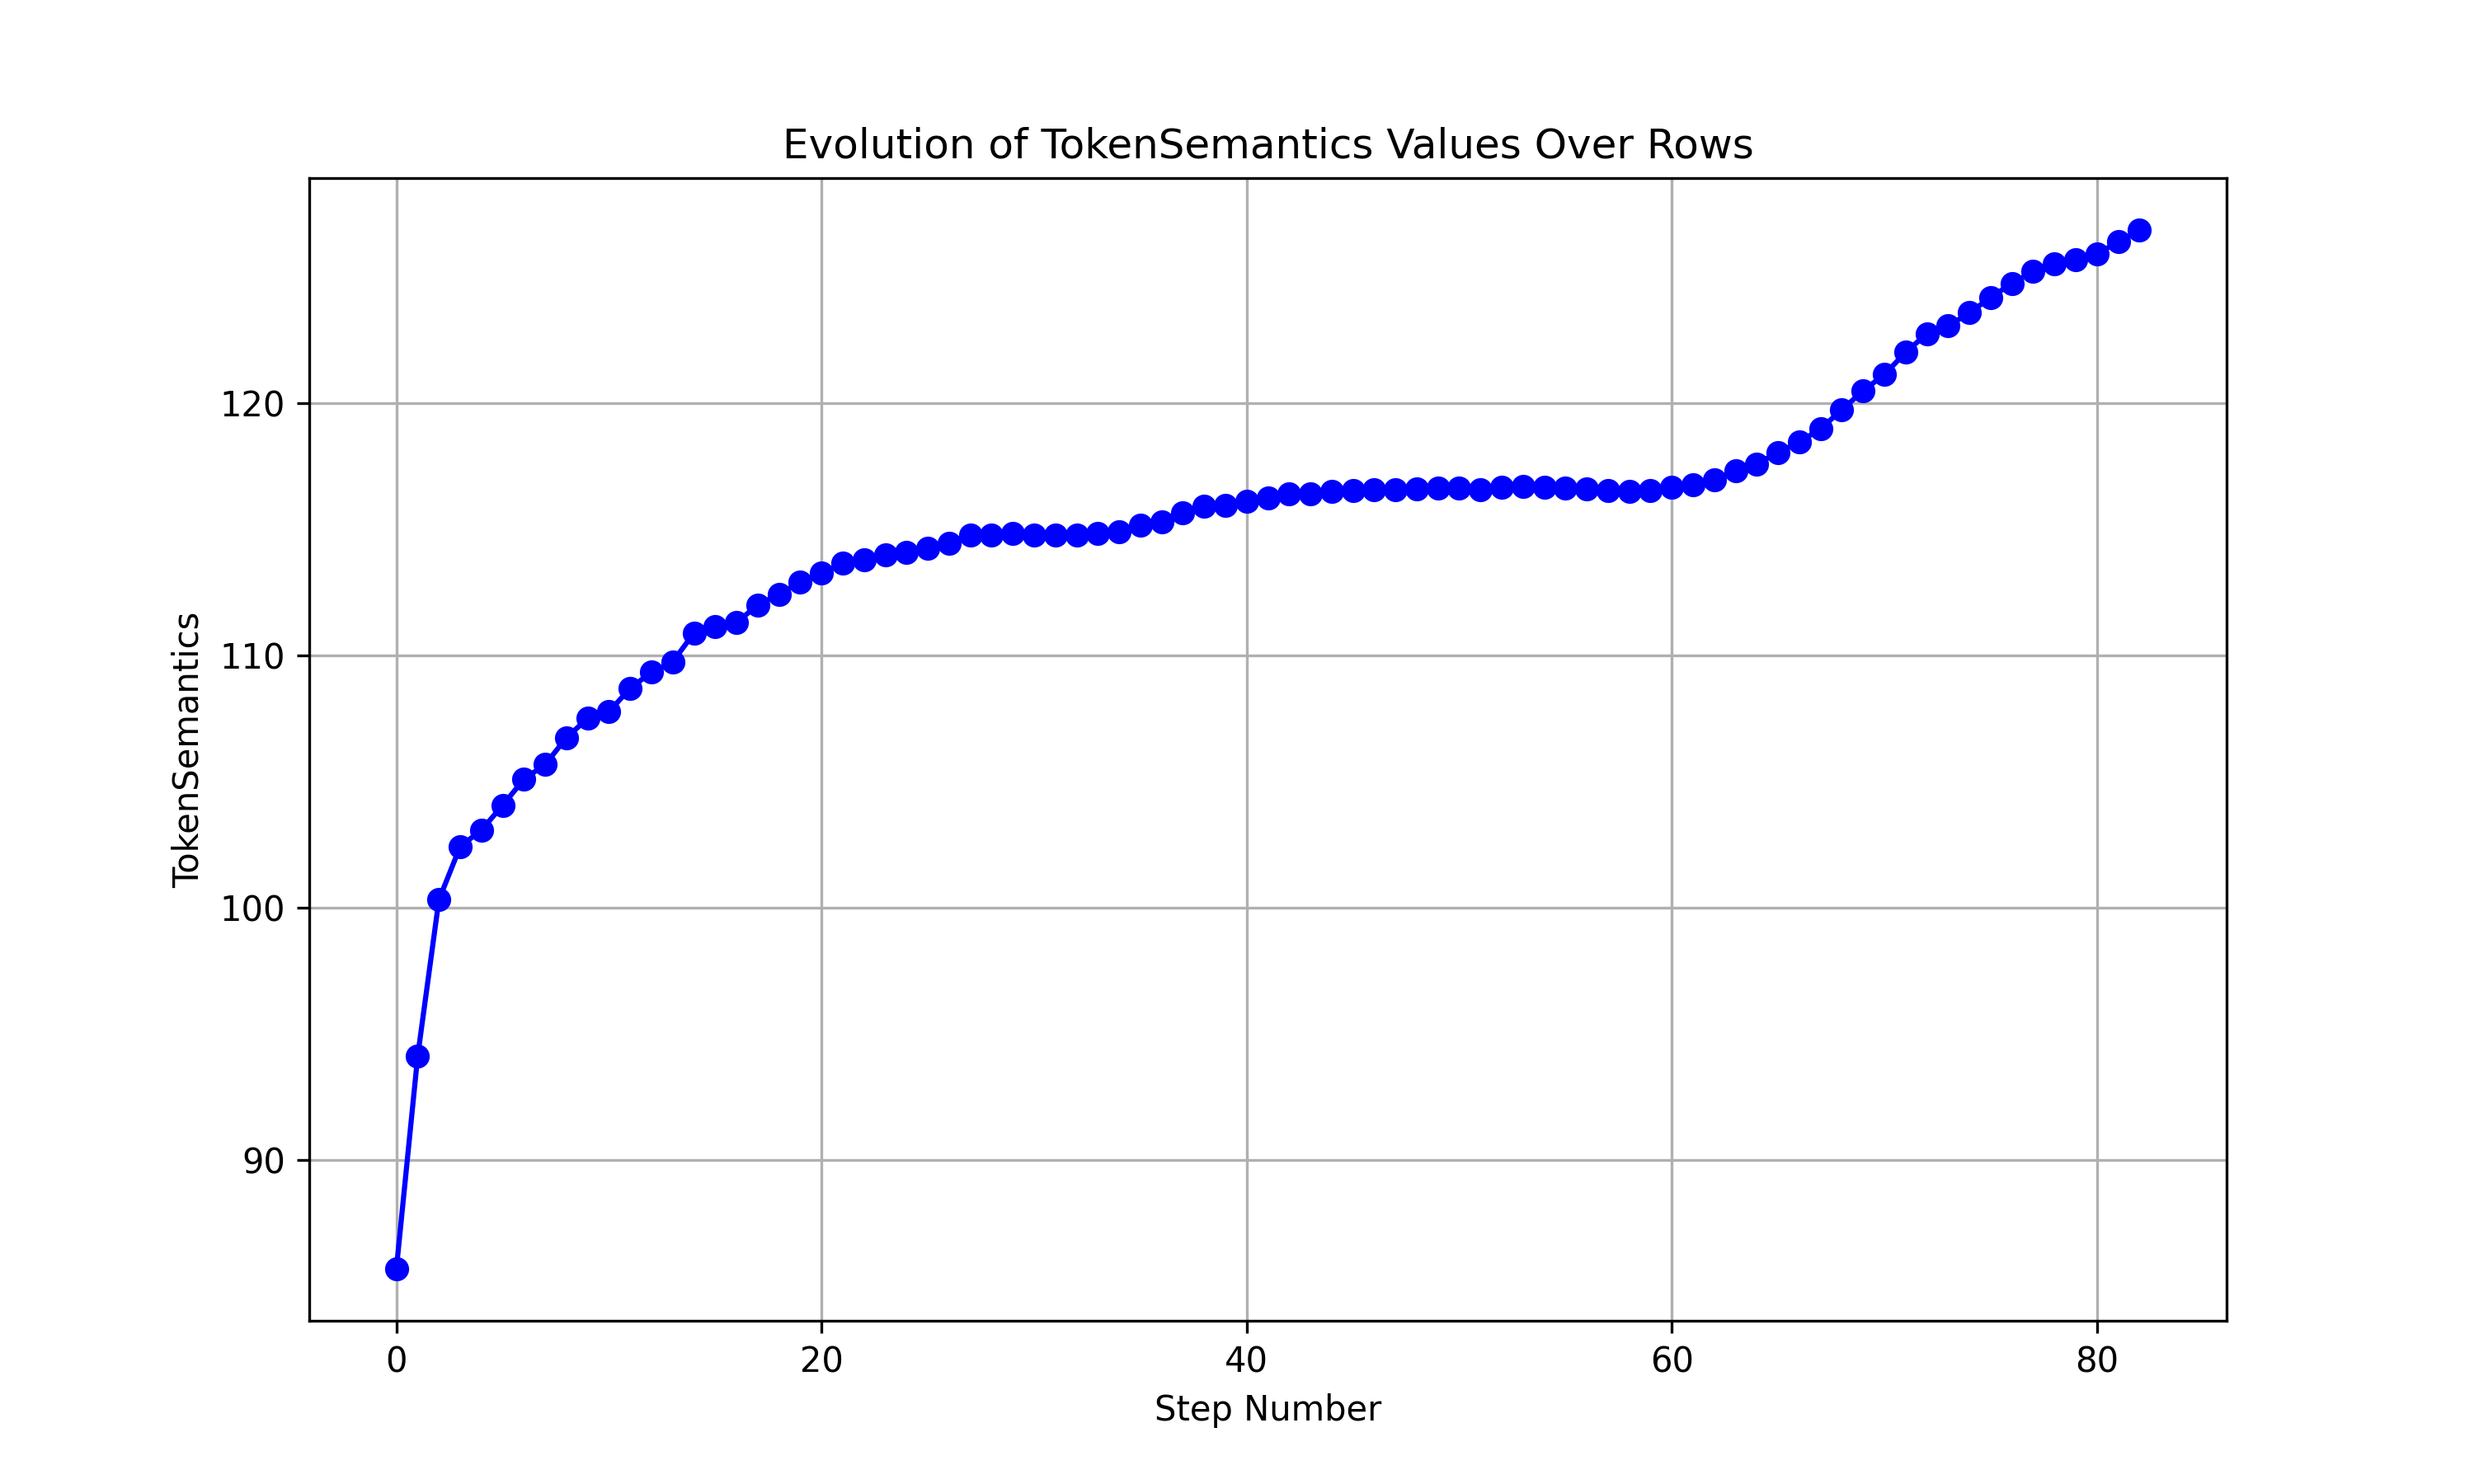 Evolution of TokenSemantics Values Over Rows
TokenSemantics
120
110
100
90
0 20 40 60 80
Step Number